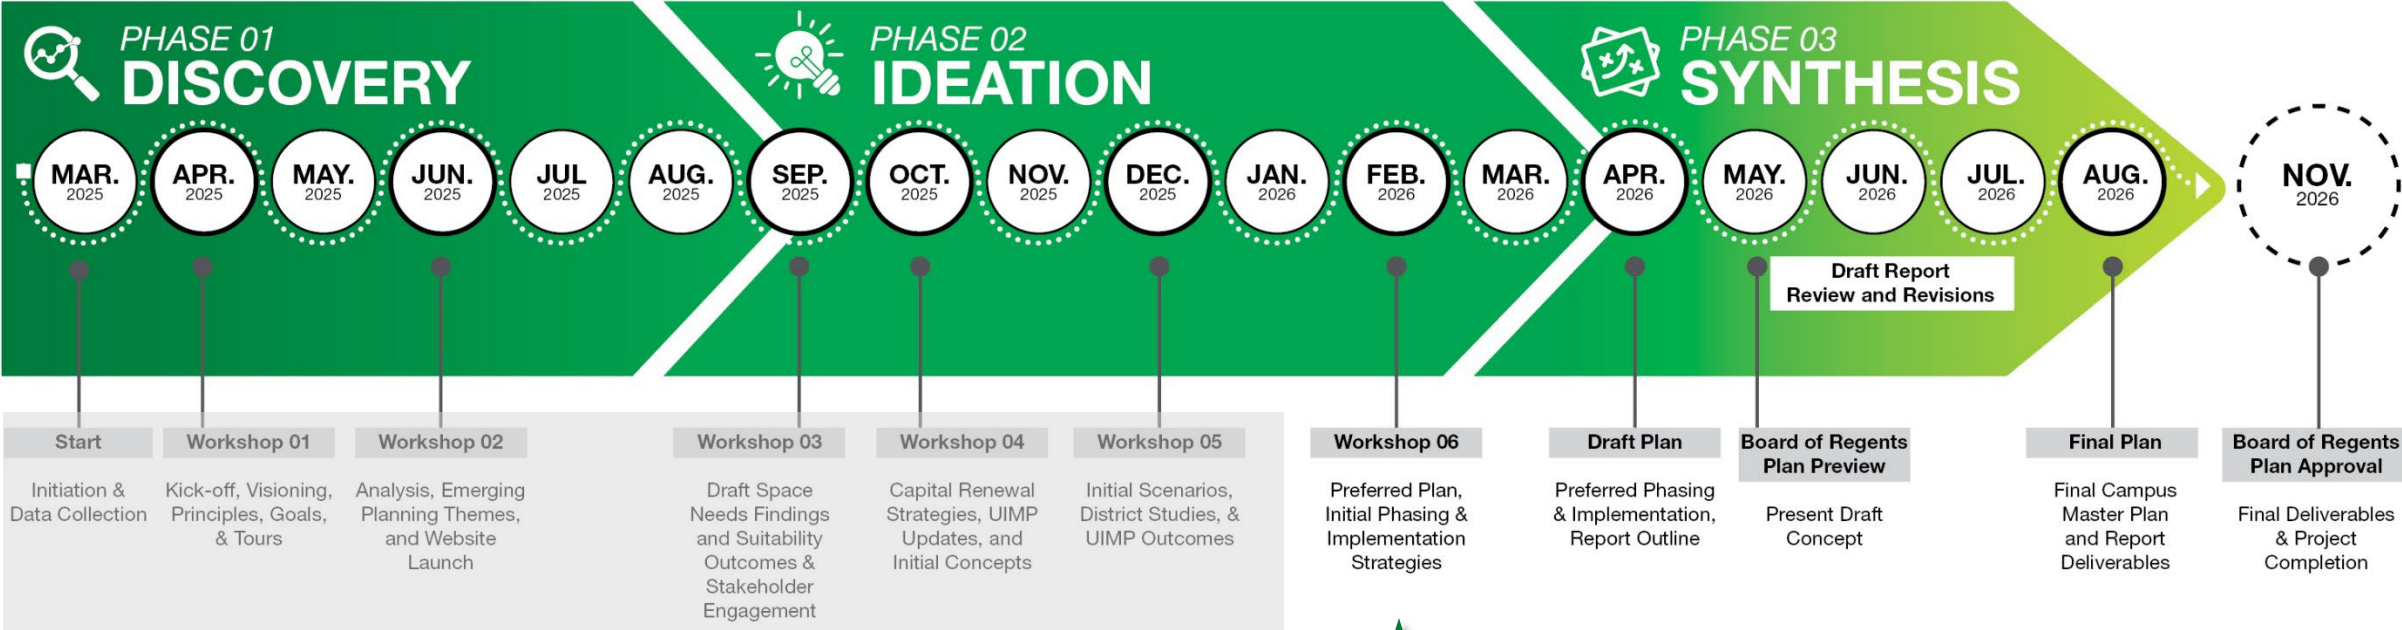 PHASE 01
DISCOVERY
PHASE 02
IDEATION
PHASE 03
SYNTHESIS
MAR.
2025
APR.
2025
MAY.
2025
JUN.
2025
JUL
2025
AUG.
2025
SEP.
2025
OCT.
2025
NOV.
2025
DEC.
2025
JAN.
2026
FEB.
2026
MAR.
2026
APR.
2026
MAY.
2026
JUN.
2026
JUL.
2026
AUG.
2026
NOV.
2026
Draft Report
Review and Revisions
Start
Initiation &
Data Collection
Workshop 01
Kick-off, Visioning,
Principles, Goals,
& Tours
Workshop 02
Analysis, Emerging
Planning Themes,
and Website
Launch
Workshop 03
Draft Space
Needs Findings
and Suitability
Outcomes &
Stakeholder
Engagement
Workshop 04
Capital Renewal
Strategies, UIMP
Updates, and
Initial Concepts
Workshop 05
Initial Scenarios,
District Studies, &
UIMP Outcomes
Workshop 06
Preferred Plan,
Initial Phasing &
Implementation
Strategies
Draft Plan
Preferred Phasing
& Implementation,
Report Outline
Board of Regents
Plan Preview
Present Draft
Concept
Final Plan
Final Campus
Master Plan
and Report
Deliverables
Board of Regents
Plan Approval
Final Deliverables
& Project
Completion